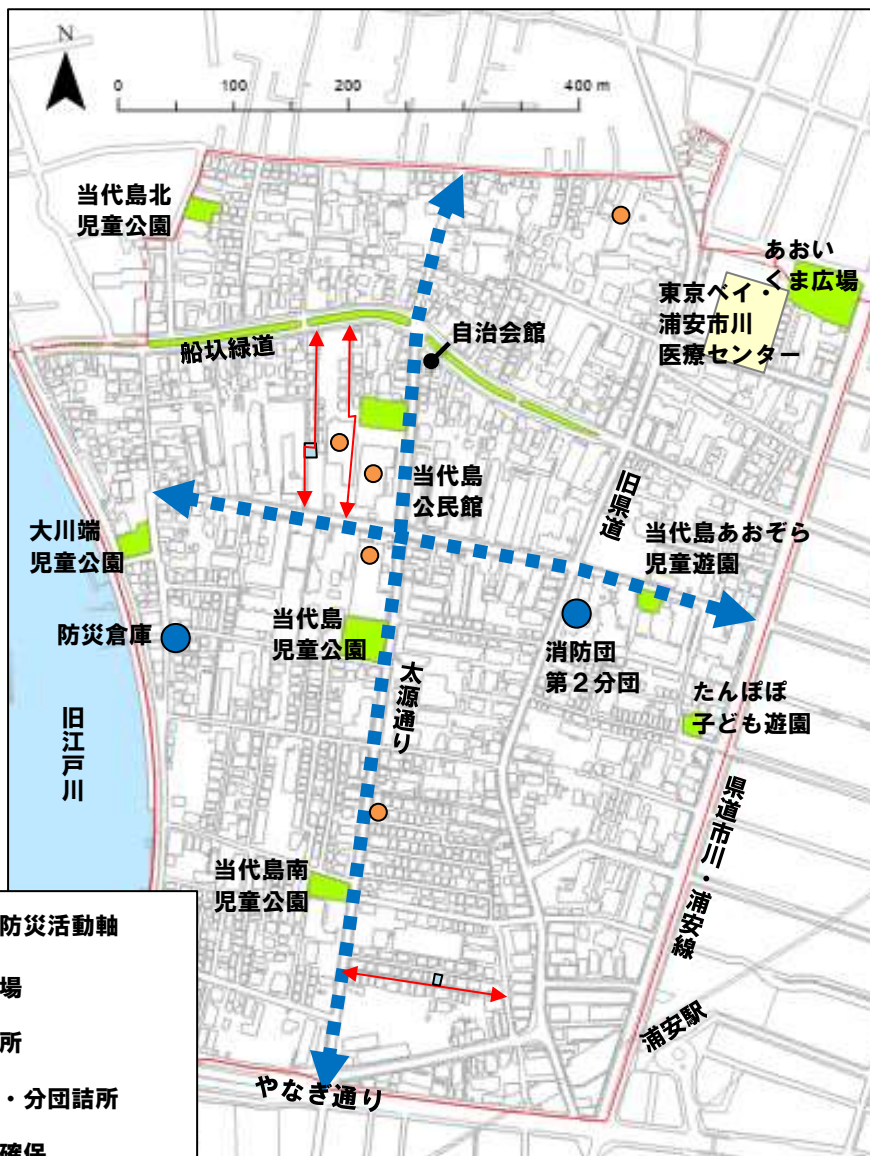 N
0 100 200 400 m
当代島北
児童公園
あおい
くま広場
東京ベイ・
浦安市川
医療センター
船圦緑道
自治会館
当代島
公民館
旧県道
当代島あおぞら
児童遊園
大川端
児童公園
防災倉庫
当代島
児童公園
消防団
第２分団
太源通り
たんぽぽ
子ども遊園
旧江戸川
県道市川・浦安線
当代島南
児童公園
防災活動軸
場
所
・分団詰所
確保
浦安駅
やなぎ通り